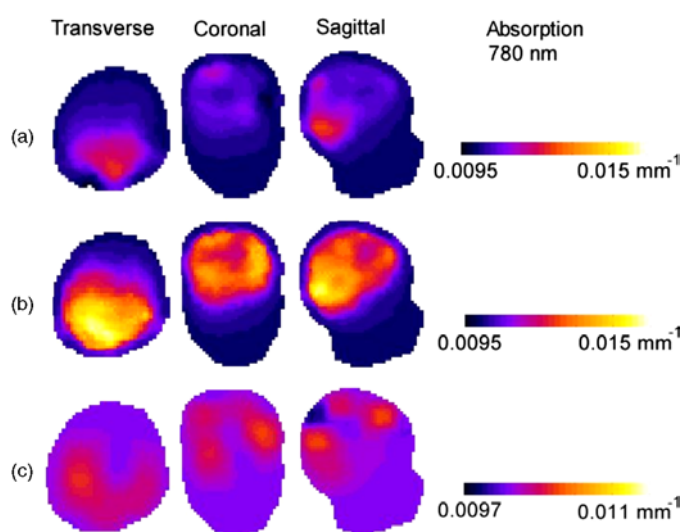 Transverse Coronal Sagittal Absorption
780 nm
(a)
0.0095 0.015 mm⁻¹
(b)
0.0095 0.015 mm⁻¹
(c)
0.0097 0.011 mm⁻¹